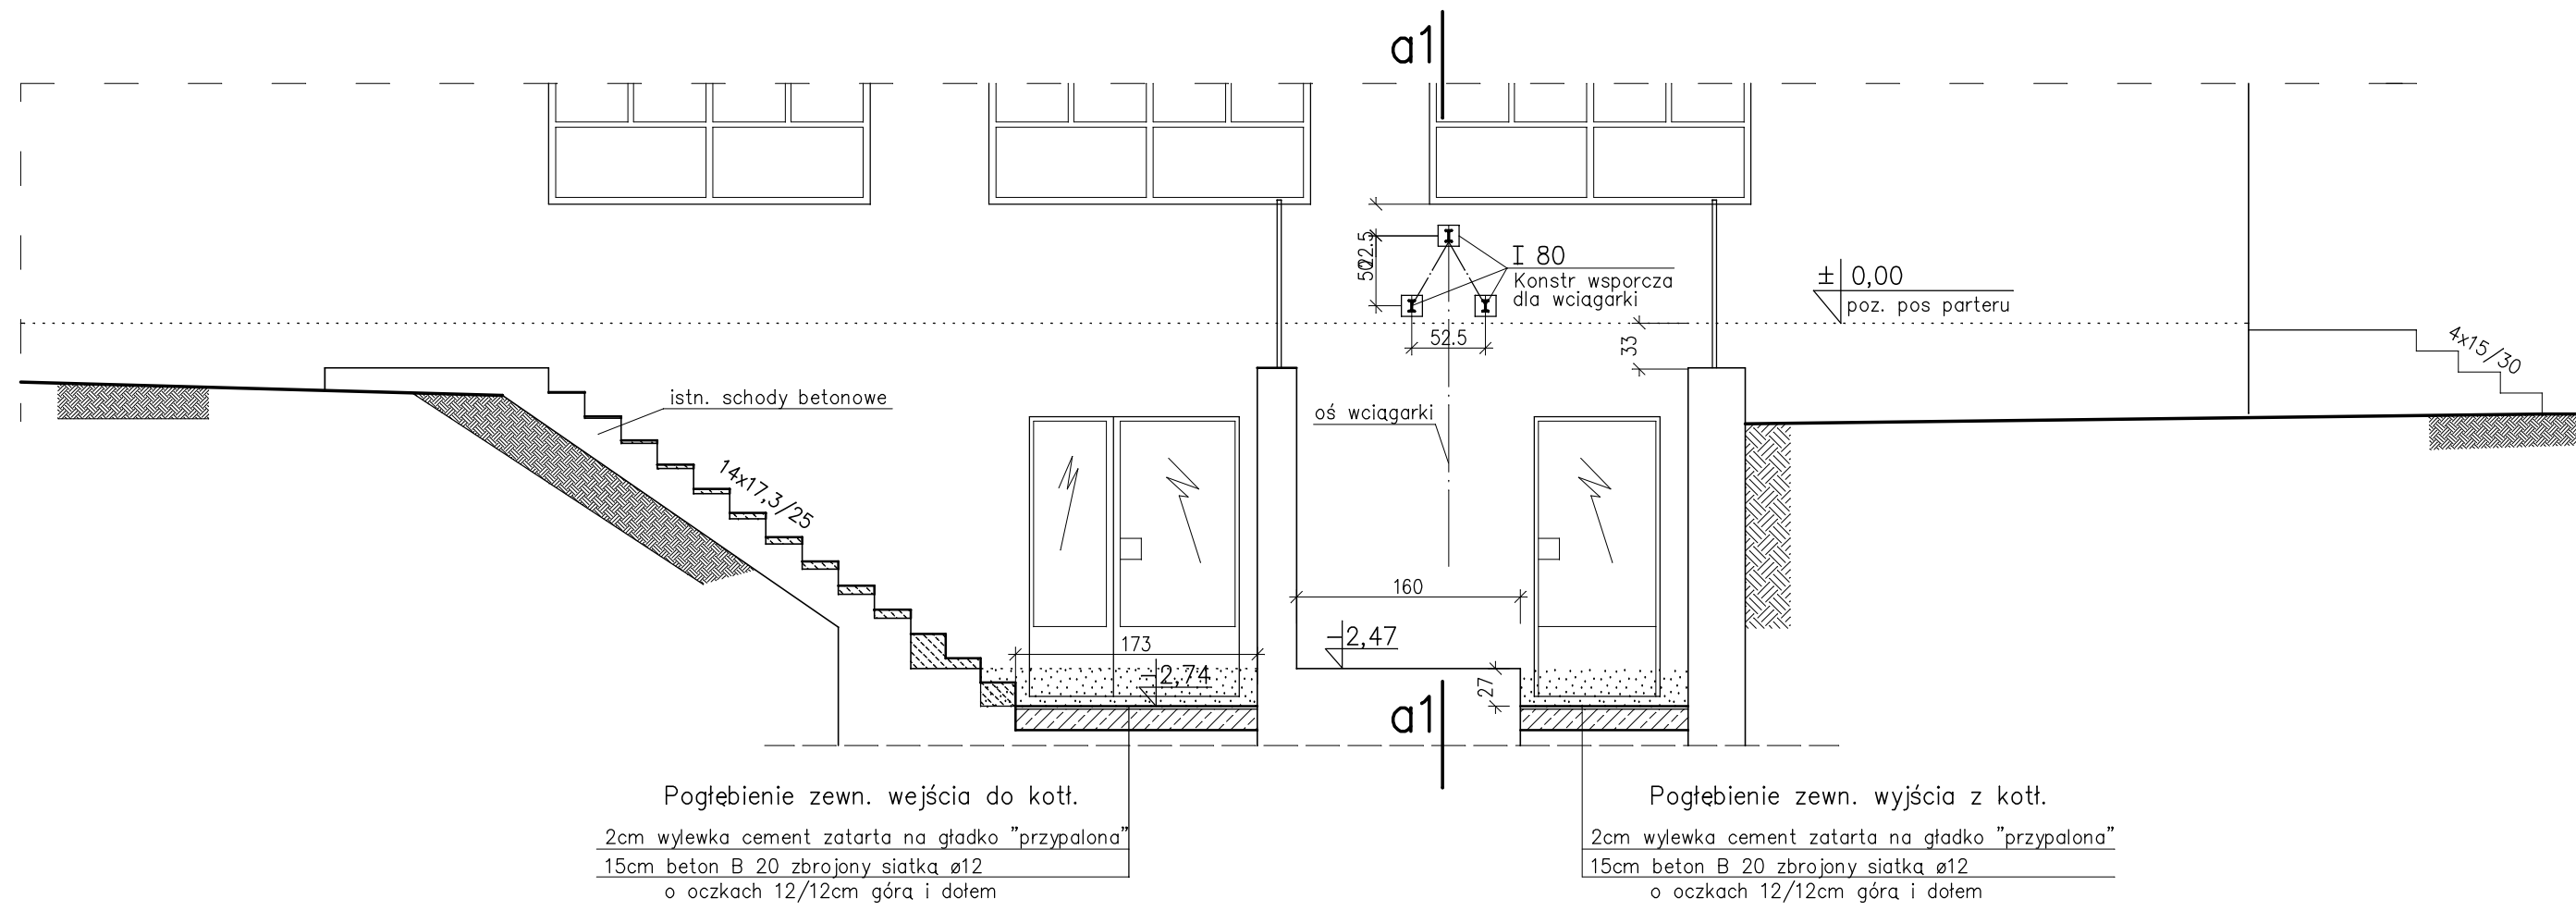 a1
I 80
Konstr wsporcza
dla wciągarki
22.5
50
52.5
± 0,00
poz. pos parteru
33
4x15/30
istn. schody betonowe
oś wciągarki
14x17,3/25
160
173
-2,47
-2,74
27
a1
Pogłębienie zewn. wejścia do kotł.
2cm wylewka cement zatarta na gładko "przypalona"
15cm beton B 20 zbrojony siatką ø12
o oczkach 12/12cm górą i dołem
Pogłębienie zewn. wyjścia z kotł.
2cm wylewka cement zatarta na gładko "przypalona"
15cm beton B 20 zbrojony siatką ø12
o oczkach 12/12cm górą i dołem